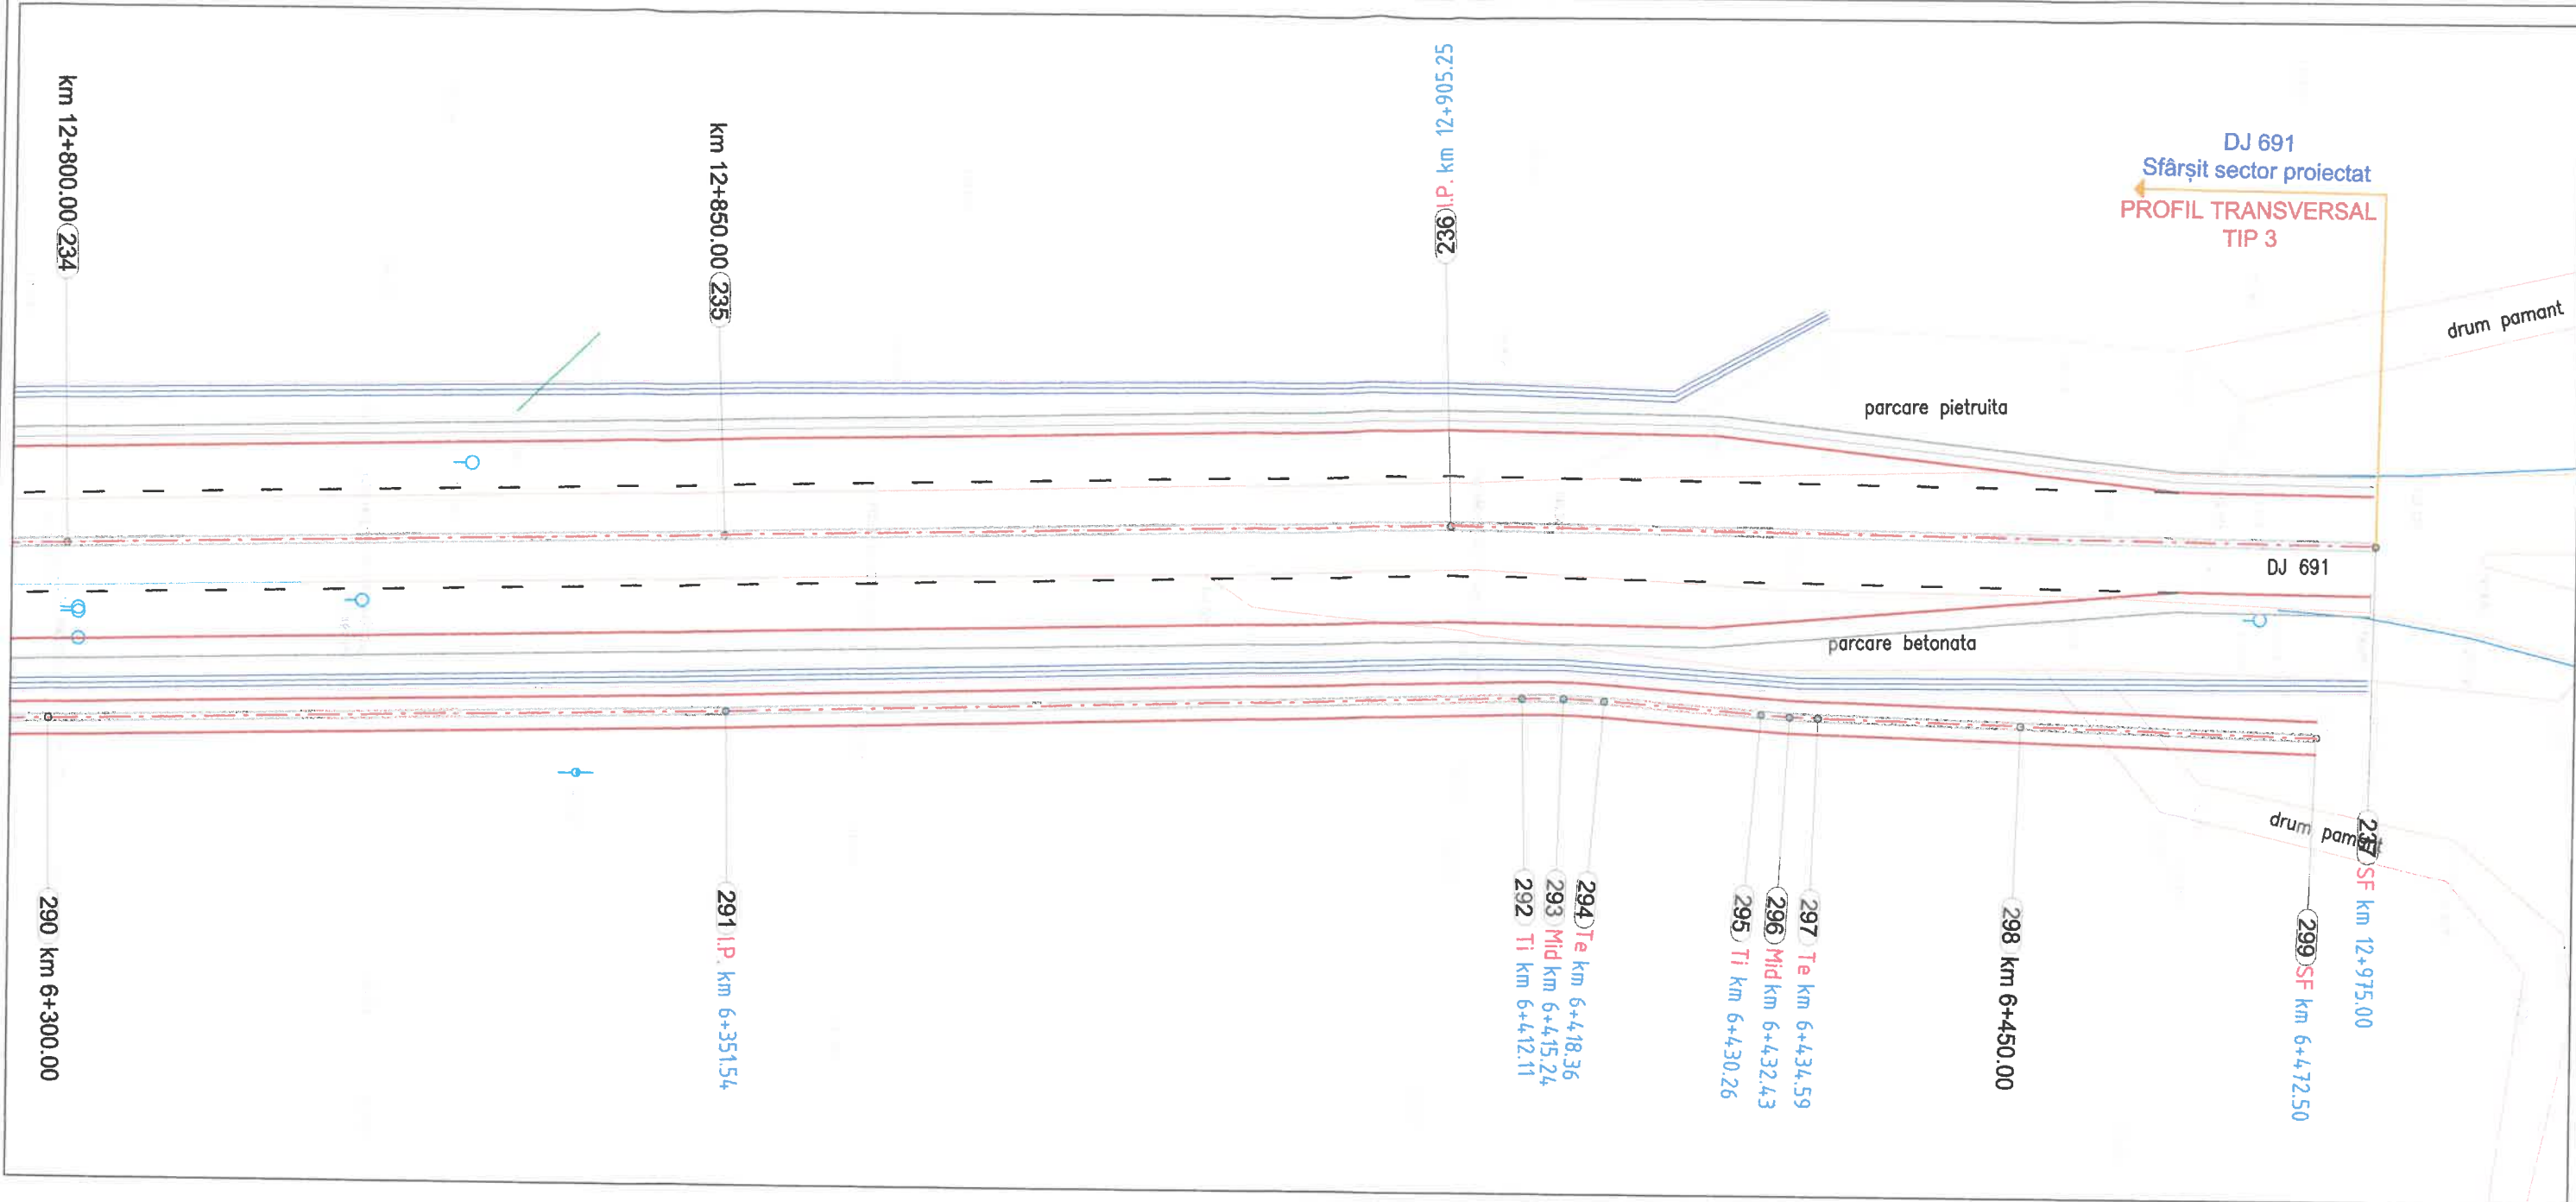 km 12+800.00 234
km 12+850.00 235
236 I.P. km 12+905.25
DJ 691
Sfârșit sector proiectat
PROFIL TRANSVERSAL
TIP 3
drum pamant
parcare pietruita
DJ 691
parcare betonata
drum pamant
237 SF km 12+975.00
290 km 6+300.00
291 I.P. km 6+351.54
292 Ti km 6+412.11
293 Mid km 6+415.24
294 Te km 6+418.36
295 Ti km 6+430.26
296 Mid km 6+432.43
297 Te km 6+434.59
298 km 6+450.00
299 SF km 6+472.50